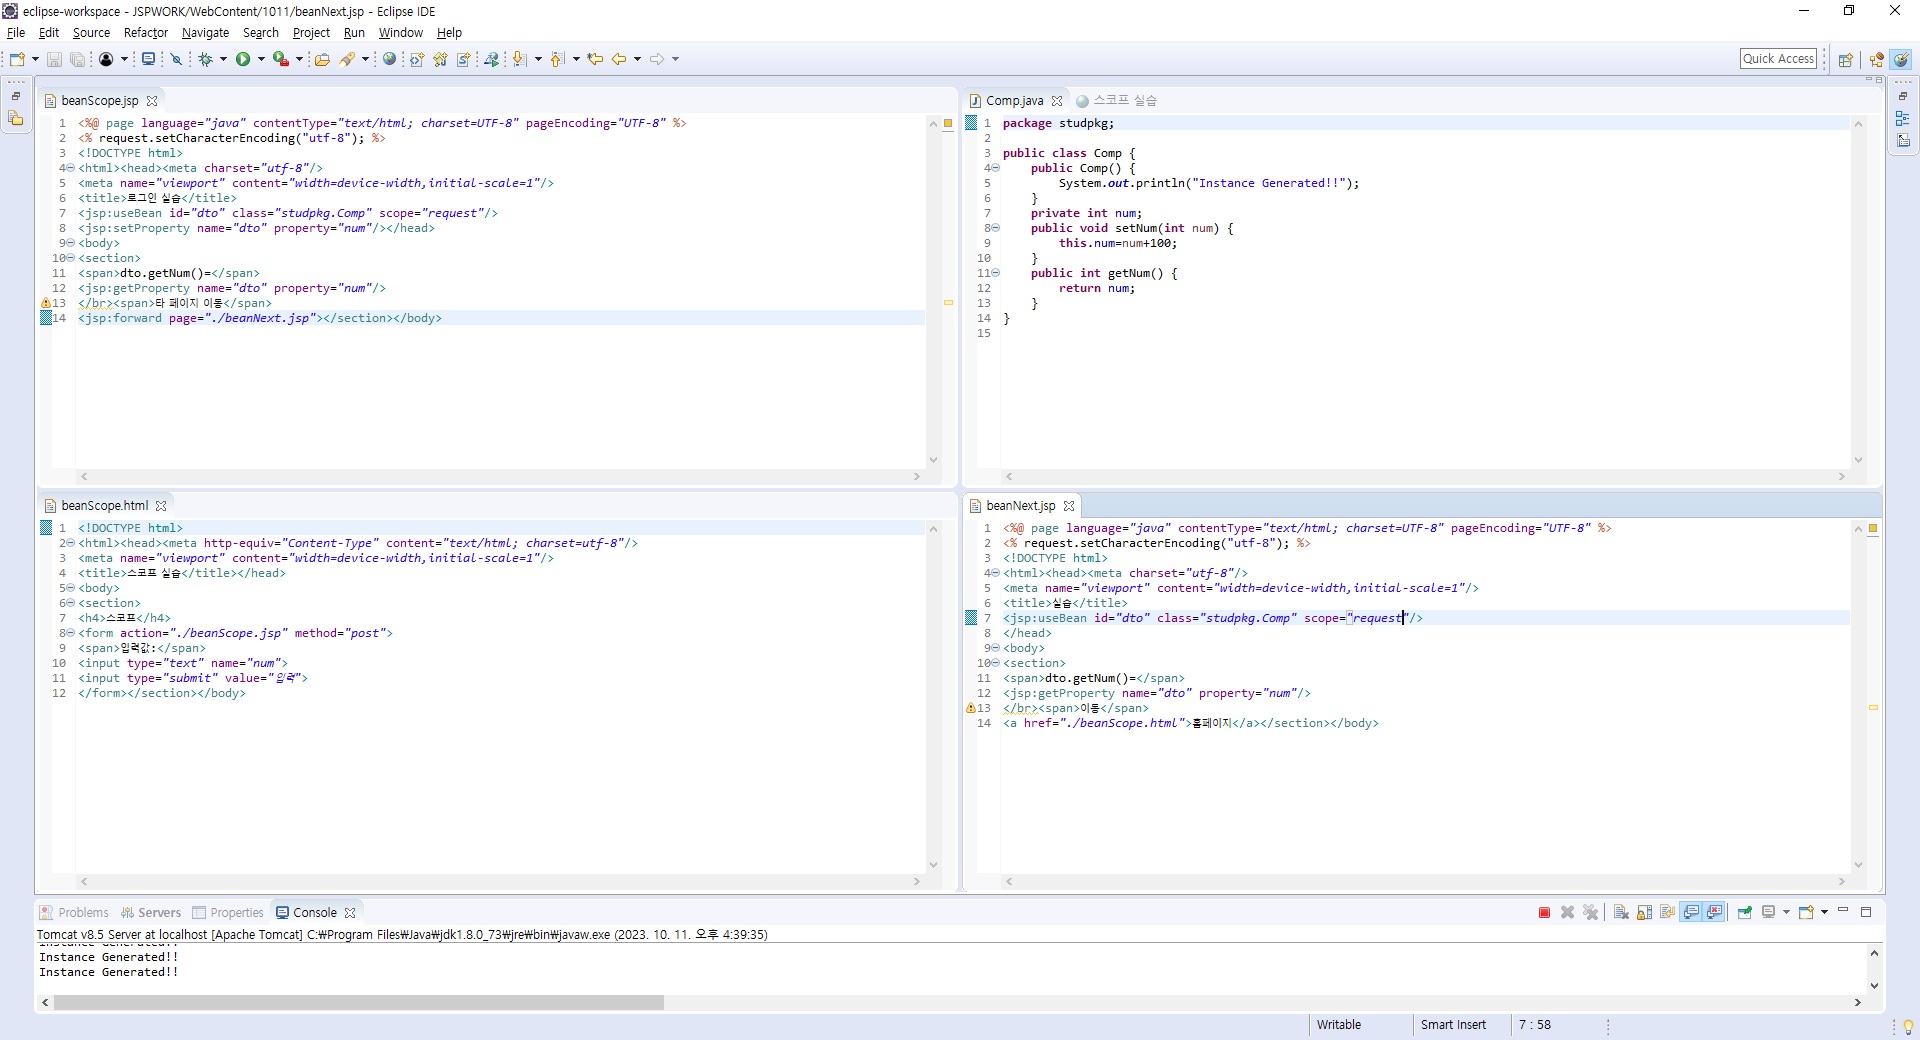 eclipse-workspace - JSPWORK/WebContent/1011/beanNext.jsp - Eclipse IDE
File Edit Source Refactor Navigate Search Project Run Window Help
Quick Access
beanScope.jsp
1 <%@ page language="java" contentType="text/html; charset=UTF-8" pageEncoding="UTF-8" %>
2 <% request.setCharacterEncoding("utf-8"); %>
3 <!DOCTYPE html>
4 <html><head><meta charset="utf-8"/>
5 <meta name="viewport" content="width=device-width,initial-scale=1"/>
6 <title>로그인 실습</title>
7 <jsp:useBean id="dto" class="studpkg.Comp" scope="request"/>
8 <jsp:setProperty name="dto" property="num"/></head>
9 <body>
10 <section>
11 <span>dto.getNum()=</span>
12 <jsp:getProperty name="dto" property="num"/>
13 </br><span>타 페이지 이동</span>
14 <jsp:forward page="./beanNext.jsp"></section></body>
Comp.java 스코프 실습
1 package studpkg;
2
3 public class Comp {
4 public Comp() {
5 System.out.println("Instance Generated!!");
6 }
7 private int num;
8 public void setNum(int num) {
9 this.num=num+100;
10 }
11 public int getNum() {
12 return num;
13 }
14 }
15
beanScope.html
1 <!DOCTYPE html>
2 <html><head><meta http-equiv="Content-Type" content="text/html; charset=utf-8"/>
3 <meta name="viewport" content="width=device-width,initial-scale=1"/>
4 <title>스코프 실습</title></head>
5 <body>
6 <section>
7 <h4>스코프</h4>
8 <form action="./beanScope.jsp" method="post">
9 <span>입력값:</span>
10 <input type="text" name="num">
11 <input type="submit" value="입력">
12 </form></section></body>
beanNext.jsp
1 <%@ page language="java" contentType="text/html; charset=UTF-8" pageEncoding="UTF-8" %>
2 <% request.setCharacterEncoding("utf-8"); %>
3 <!DOCTYPE html>
4 <html><head><meta charset="utf-8"/>
5 <meta name="viewport" content="width=device-width,initial-scale=1"/>
6 <title>실습</title>
7 <jsp:useBean id="dto" class="studpkg.Comp" scope="request"/>
8 </head>
9 <body>
10 <section>
11 <span>dto.getNum()=</span>
12 <jsp:getProperty name="dto" property="num"/>
13 </br><span>이동</span>
14 <a href="./beanScope.html">홈페이지</a></section></body>
Problems Servers Properties Console
Tomcat v8.5 Server at localhost [Apache Tomcat] C:₩Program Files₩Java₩jdk1.8.0_73₩jre₩bin₩javaw.exe (2023. 10. 11. 오후 4:39:35)
Instance Generated!!
Instance Generated!!
Instance Generated!!
Writable Smart Insert 7 : 58